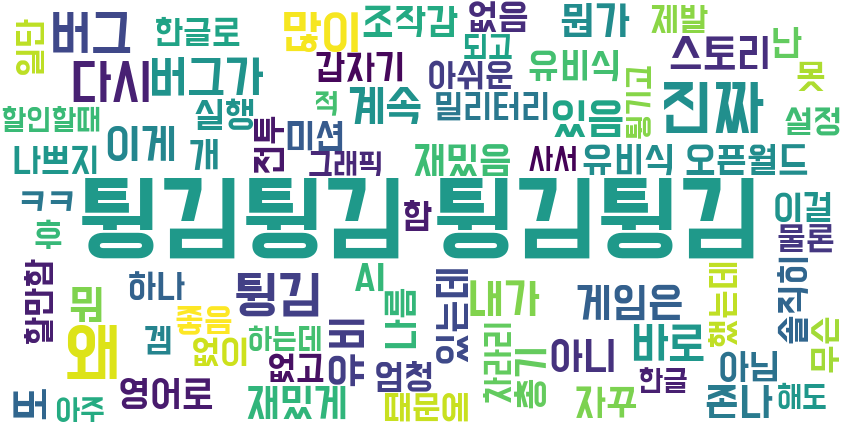 일단 버그 한글로 많이 조작감 없음 뭔가 제발
다시 버그가 갑자기 되고 아쉬운 유비식 스토리 난 못
할인할때 실행 적 계속 밀리터리 있음 튕기고 진짜 설정
나쁘지 이게 개 전투 미션 그래픽 재밌음 사서 유비식 오픈월드
ㅋㅋ 튕김튕김 함 튕김튕김 이걸
후 물론
할만함 하나 튕김 AI 나름 있는데 내가 게임은 했는데 솔직히
뭐 좋음 왜 겜 없이 하는데 유비 차라리 총기 아니 바로 무슨
버 아주 영어로 없고 엄청 한글 아님
재밌게 때문에 자꾸 존나 해도